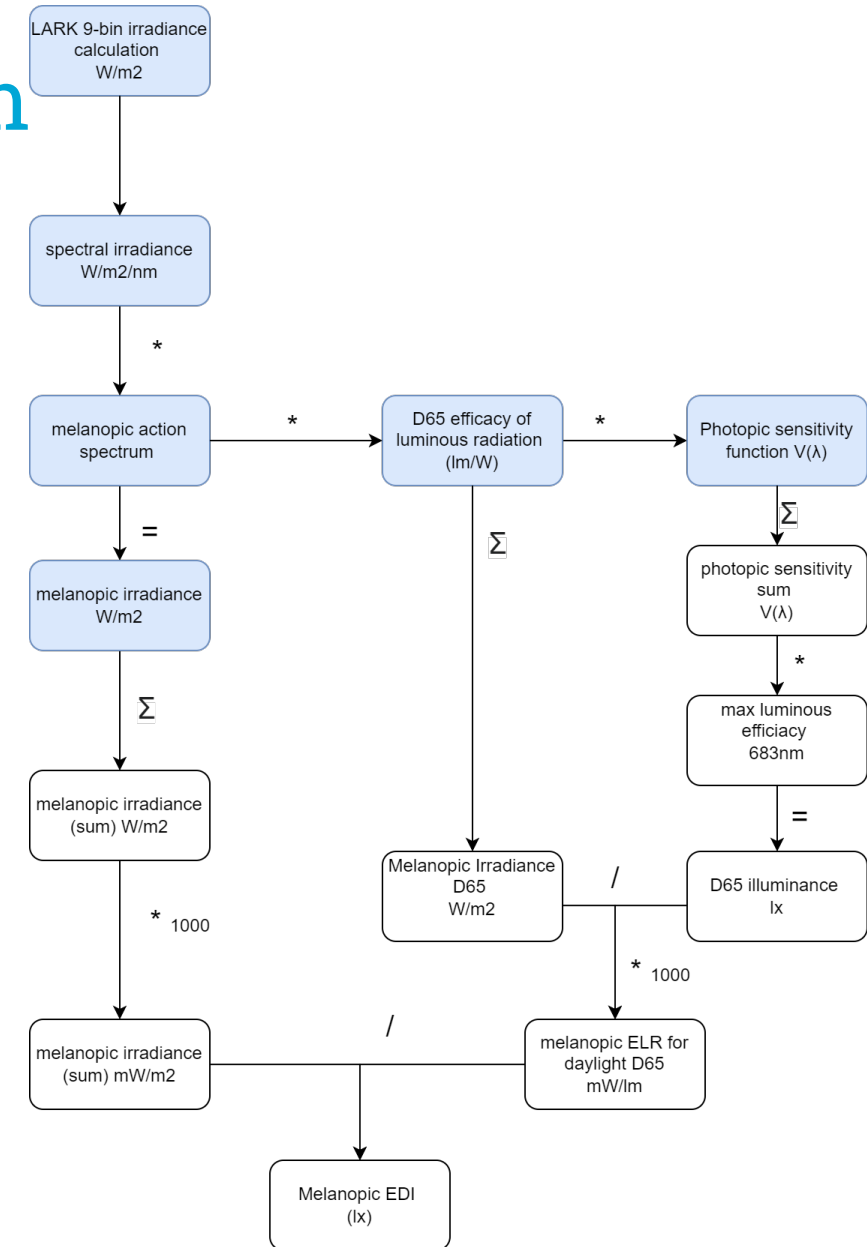 LARK 9-bin irradiance
calculation
W/m2
n
spectral irradiance
W/m2/nm
*
melanopic action
spectrum
*
D65 efficacy of
luminous radiation
(lm/W)
*
Photopic sensitivity
function V(λ)
=
Σ
Σ
melanopic irradiance
W/m2
photopic sensitivity
sum
V(λ)
*
Σ
max luminous
efficiacy
683nm
melanopic irradiance
(sum) W/m2
=
Melanopic Irradiance
D65
W/m2
/
D65 illuminance
lx
* 1000
* 1000
melanopic irradiance
(sum) mW/m2
/
melanopic ELR for
daylight D65
mW/lm
Melanopic EDI
(lx)